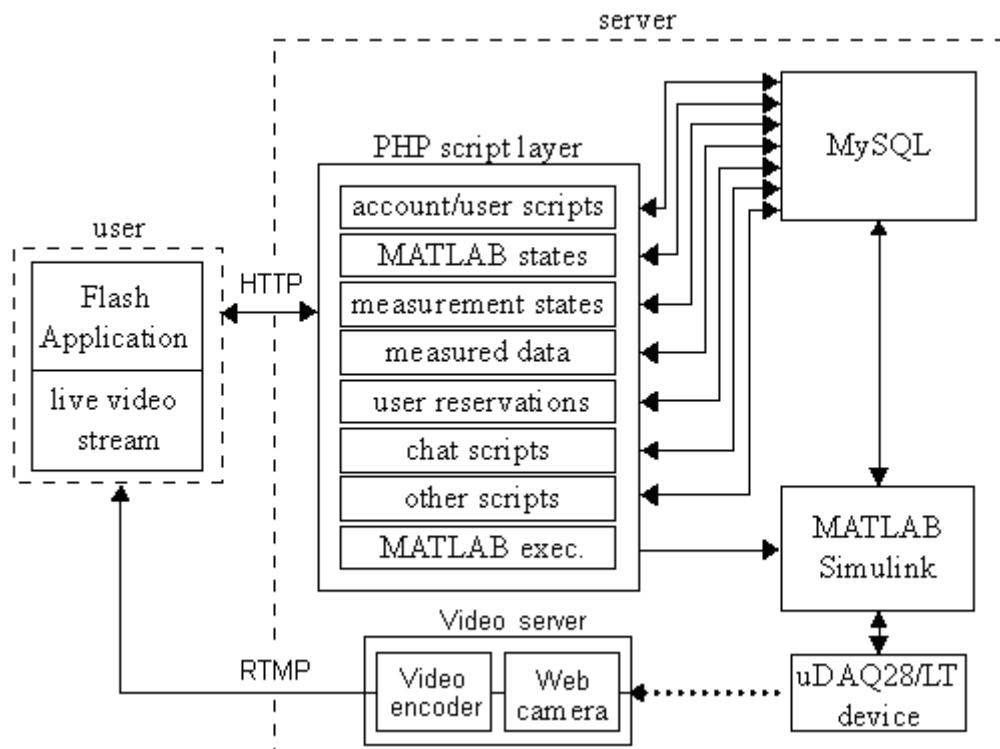 server
MySQL
PHP script layer
account/user scripts
MATLAB states
measurement states
measured data
user reservations
chat scripts
other scripts
MATLAB exec.
user
Flash
Application
live video
stream
HTTP
MATLAB
Simulink
Video server
Video
encoder
Web
camera
RTMP
uDAQ28/LT
device